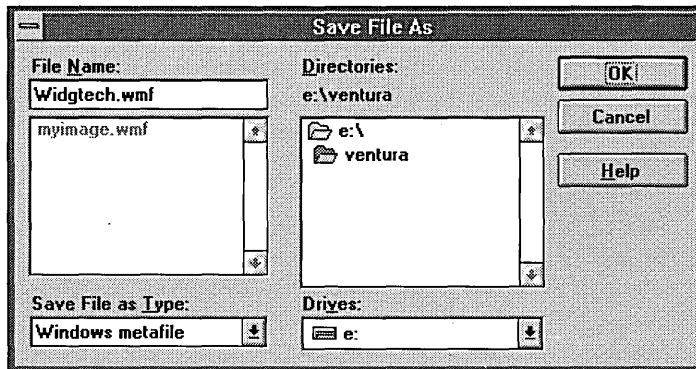 Save File As
File Name:
Widgtech.wmf
myimage.wmf
Save File as Type:
Windows metafile
Directories:
e:\ventura
e:\
ventura
Drives:
e:
OK
Cancel
Help